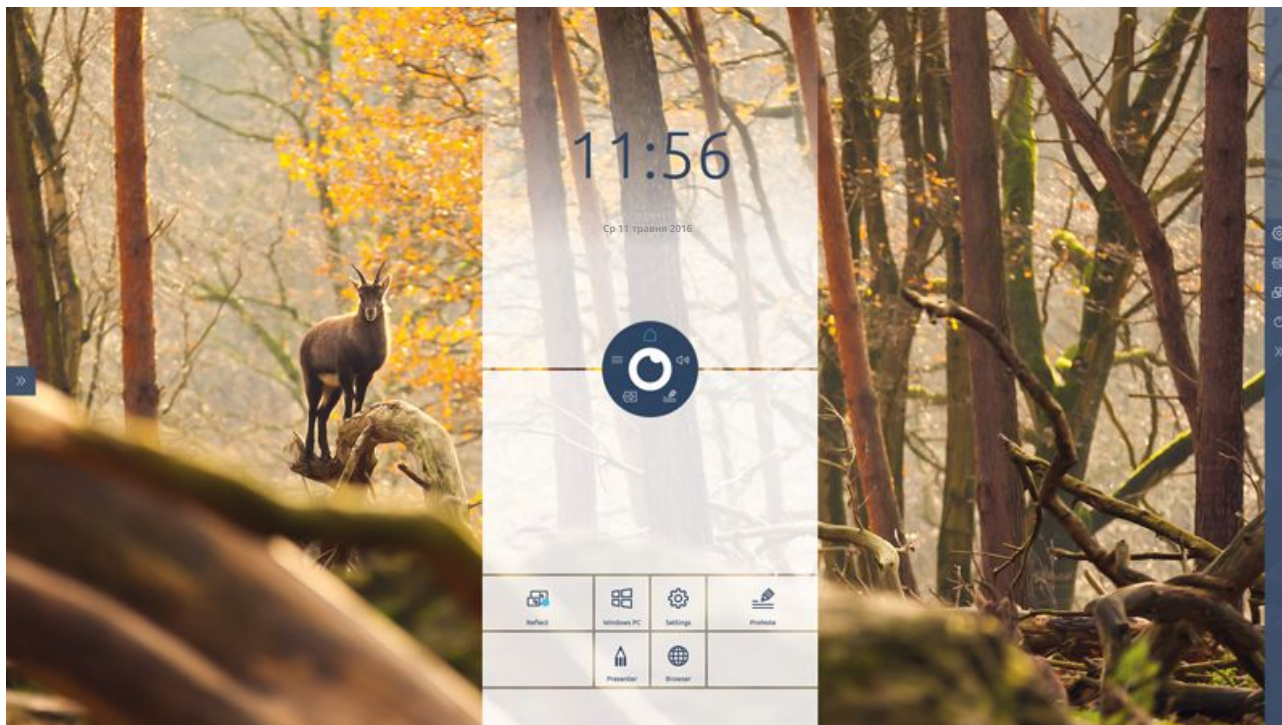 11:56
Ср 11 травня 2016
Reflect
Windows PC
Settings
ProNote
Presenter
Browser